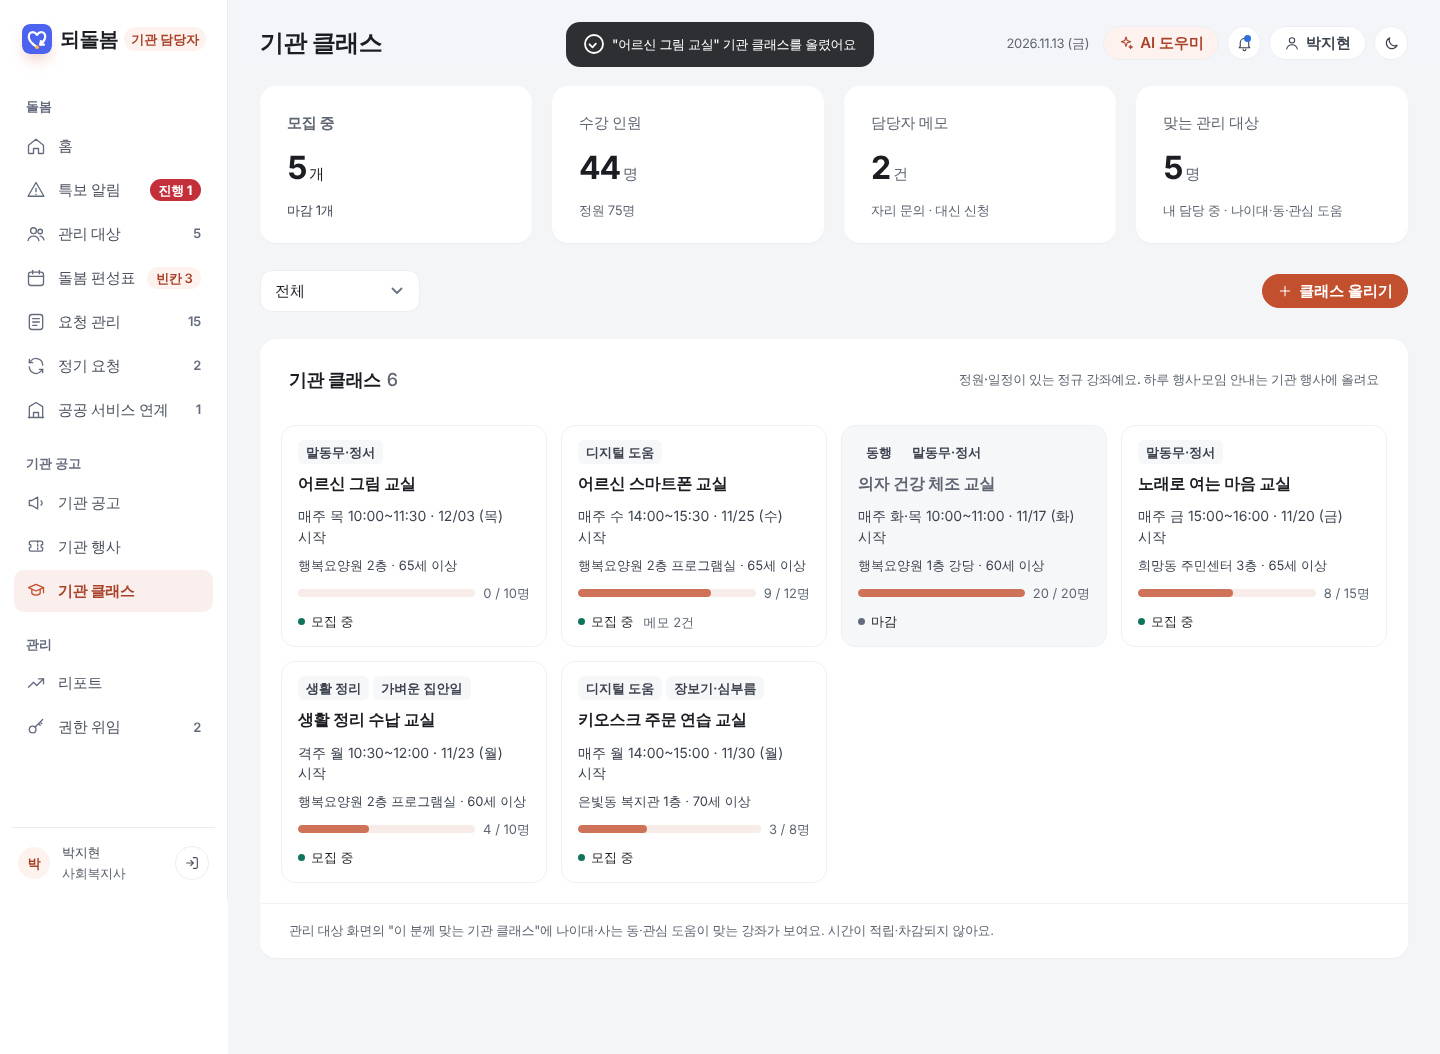 되돌봄 기관 담당자
돌봄
홈
특보 알림 진행 1
관리 대상 5
돌봄 편성표 빈칸 3
요청 관리 15
정기 요청 2
공공 서비스 연계 1
기관 공고
기관 공고
기관 행사
기관 클래스
관리
리포트
권한 위임 2
박 박지현
사회복지사
기관 클래스
"어르신 그림 교실" 기관 클래스를 올렸어요
2026.11.13 (금) AI 도우미 박지현
모집 중
5 개
마감 1개
수강 인원
44 명
정원 75명
담당자 메모
2 건
자리 문의 · 대신 신청
맞는 관리 대상
5 명
내 담당 중 · 나이대·동·관심 도움
전체
클래스 올리기
기관 클래스 6
정원·일정이 있는 정규 강좌예요. 하루 행사·모임 안내는 기관 행사에 올려요
말동무·정서
어르신 그림 교실
매주 목 10:00~11:30 · 12/03 (목)
시작
행복요양원 2층 · 65세 이상
0 / 10명
모집 중
디지털 도움
어르신 스마트폰 교실
매주 수 14:00~15:30 · 11/25 (수)
시작
행복요양원 2층 프로그램실 · 65세 이상
9 / 12명
모집 중 메모 2건
동행 말동무·정서
의자 건강 체조 교실
매주 화·목 10:00~11:00 · 11/17 (화)
시작
행복요양원 1층 강당 · 60세 이상
20 / 20명
마감
말동무·정서
노래로 여는 마음 교실
매주 금 15:00~16:00 · 11/20 (금)
시작
희망동 주민센터 3층 · 65세 이상
8 / 15명
모집 중
생활 정리 가벼운 집안일
생활 정리 수납 교실
격주 월 10:30~12:00 · 11/23 (월)
시작
행복요양원 2층 프로그램실 · 60세 이상
4 / 10명
모집 중
디지털 도움 장보기·심부름
키오스크 주문 연습 교실
매주 월 14:00~15:00 · 11/30 (월)
시작
은빛동 복지관 1층 · 70세 이상
3 / 8명
모집 중
관리 대상 화면의 "이 분께 맞는 기관 클래스"에 나이대·사는 동·관심 도움이 맞는 강좌가 보여요. 시간이 적립·차감되지 않아요.